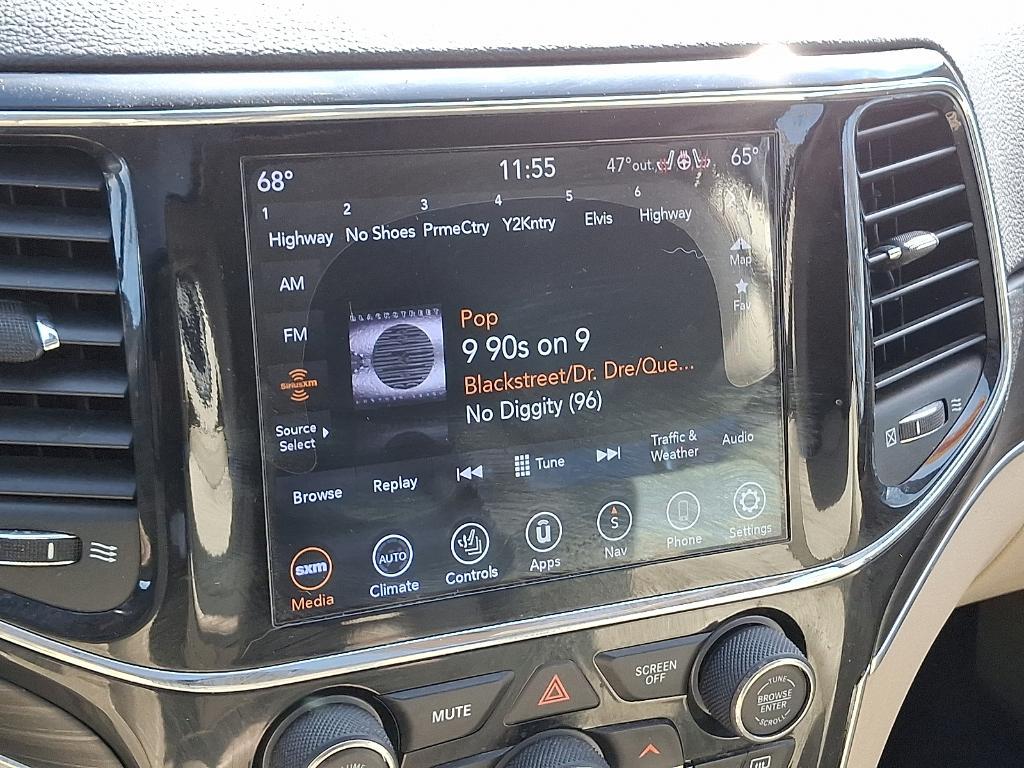 68° 11:55 47°out 65°
1 2 3 4 5 6
Highway No Shoes PrmeCtry Y2Kntry Elvis Highway
AM
Map
FM
Fav
BLACKSTREET
Pop
9 90s on 9
SiriusXM
Blackstreet/Dr. Dre/Que...
No Diggity (96)
Source
Select
Browse Replay Tune
Traffic &
Weather
Audio
sxm AUTO û S
Media Climate Controls Apps Nav Phone Settings
MUTE
SCREEN
OFF
TUNE
BROWSE
ENTER
SCROLL